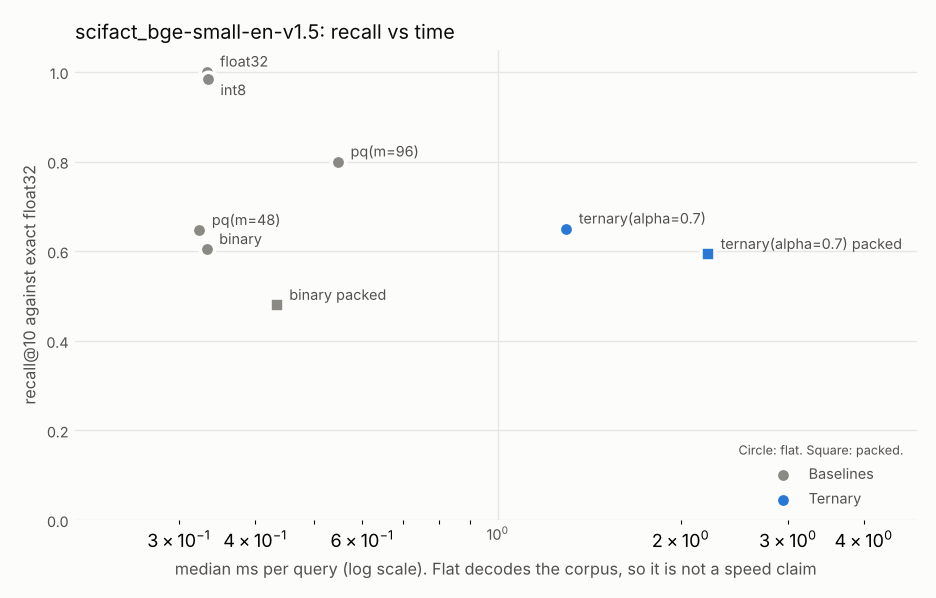 scifact_bge-small-en-v1.5: recall vs time
float32
int8
pq(m=96)
pq(m=48)
binary
binary packed
ternary(alpha=0.7)
ternary(alpha=0.7) packed
recall@10 against exact float32
1.0
0.8
0.6
0.4
0.2
0.0
Circle: flat. Square: packed.
Baselines
Ternary
3 × 10⁻¹ 4 × 10⁻¹ 6 × 10⁻¹ 10⁰ 2 × 10⁰ 3 × 10⁰ 4 × 10⁰
median ms per query (log scale). Flat decodes the corpus, so it is not a speed claim